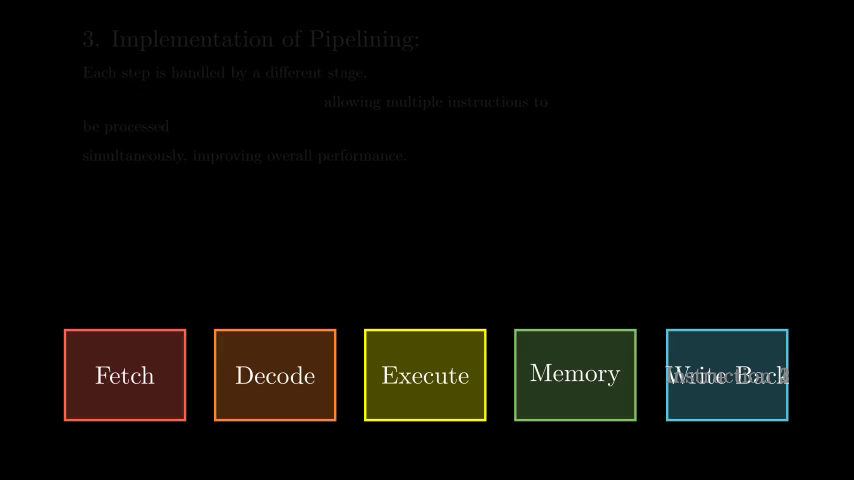 3. Implementation of Pipelining:
Each step is handled by a different stage,
allowing multiple instructions to
be processed
simultaneously, improving overall performance.
Fetch Decode Execute Memory Write Back